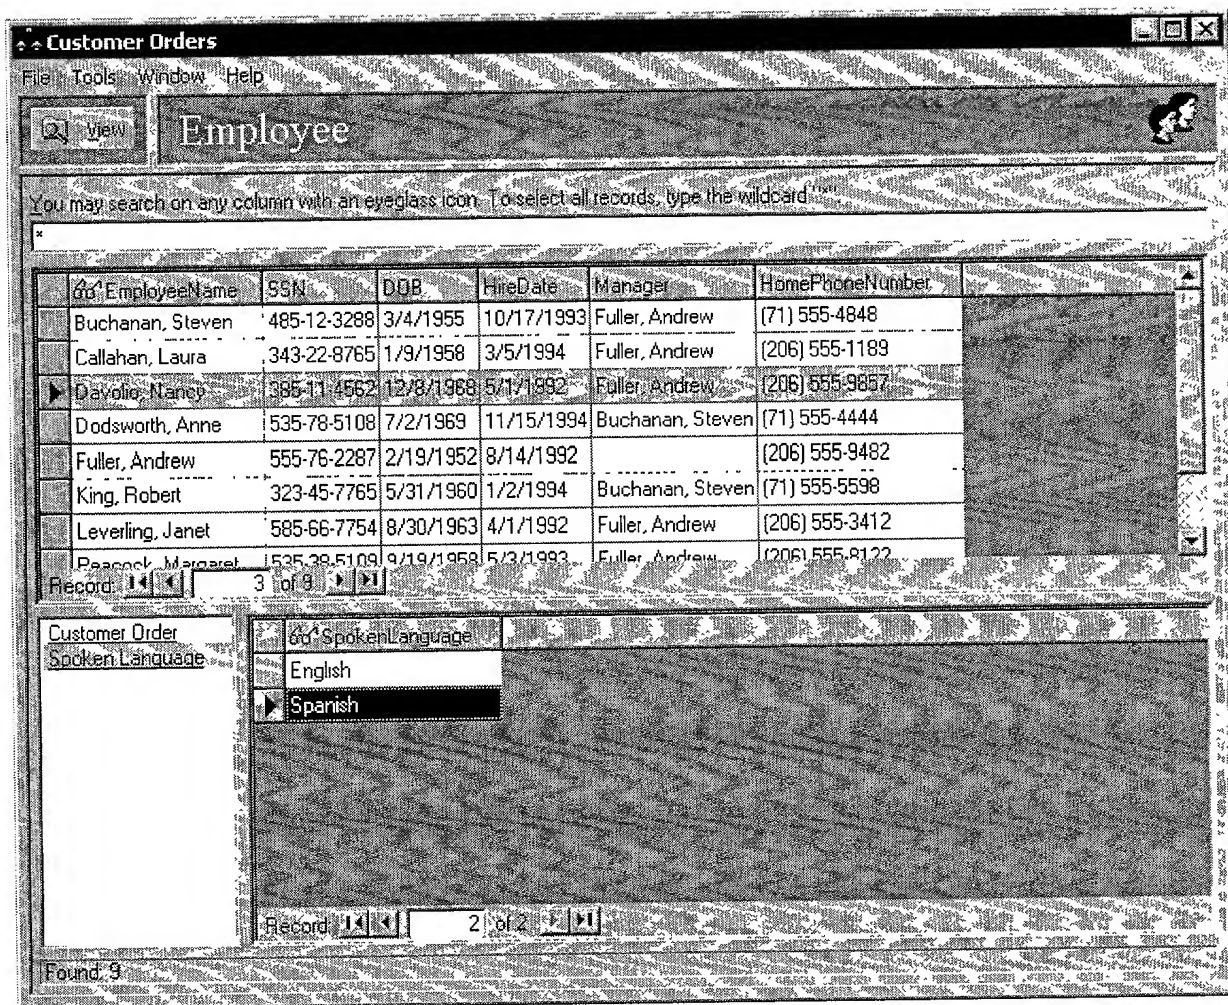 Customer Orders
File Tools Window Help
View Employee
You may search on any column with an eyeglass icon. To select all records, type the wildcard "*".
*
EmployeeName SSN DOB HireDate Manager HomePhoneNumber
Buchanan, Steven 485-12-3288 3/4/1955 10/17/1993 Fuller, Andrew (71) 555-4848
Callahan, Laura 343-22-8765 1/9/1958 3/5/1994 Fuller, Andrew (206) 555-1189
Davolio, Nancy 385-11-4562 12/8/1968 5/1/1992 Fuller, Andrew (206) 555-9857
Dodsworth, Anne 535-78-5108 7/2/1969 11/15/1994 Buchanan, Steven (71) 555-4444
Fuller, Andrew 555-76-2287 2/19/1952 8/14/1992 (206) 555-9482
King, Robert 323-45-7765 5/31/1960 1/2/1994 Buchanan, Steven (71) 555-5598
Leverling, Janet 585-66-7754 8/30/1963 4/1/1992 Fuller, Andrew (206) 555-3412
Peacock, Margaret 535-39-5109 9/19/1958 5/3/1993 Fuller, Andrew (206) 555-8122
Record: 3 of 9
Customer Order
Spoken Language
SpokenLanguage
English
Spanish
Record: 2 of 2
Found: 9